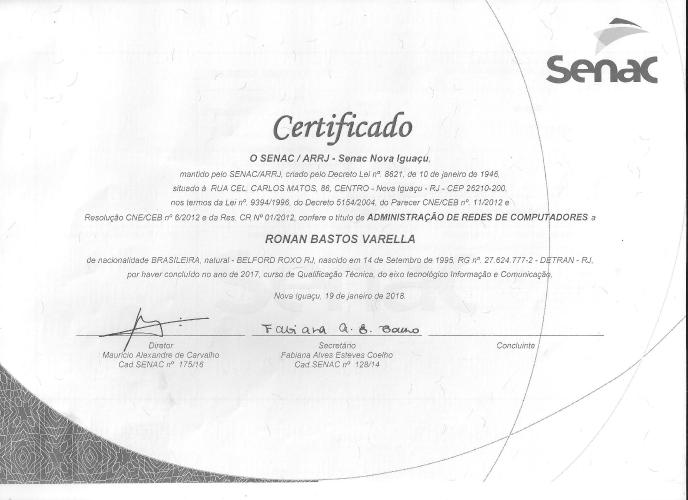 Senac
Certificado
O SENAC / ARRJ - Senac Nova Iguaçu,
mantido pelo SENAC/ARRJ, criado pelo Decreto Lei nº. 8621, de 10 de janeiro de 1946,
situado à RUA CEL. CARLOS MATOS, 86, CENTRO - Nova Iguaçu - RJ - CEP 26210-200,
nos termos da Lei nº. 9394/1996, do Decreto 5154/2004, do Parecer CNE/CEB nº. 11/2012 e
Resolução CNE/CEB nº 6/2012 e da Res. CR Nº 01/2012, confere o título de ADMINISTRAÇÃO DE REDES DE COMPUTADORES a
RONAN BASTOS VARELLA
de nacionalidade BRASILEIRA, natural - BELFORD ROXO RJ, nascido em 14 de Setembro de 1995, RG nº. 27.624.777-2 - DETRAN - RJ,
por haver concluído no ano de 2017, curso de Qualificação Técnica, do eixo tecnológico Informação e Comunicação.
Nova Iguaçu, 19 de janeiro de 2018.
Fabiana A. E.
Diretor
Mauricio Alexandre de Carvalho
Cad SENAC nº 175/16
Secretário
Fabiana Alves Esteves Coelho
Cad SENAC nº 128/14
Concluinte